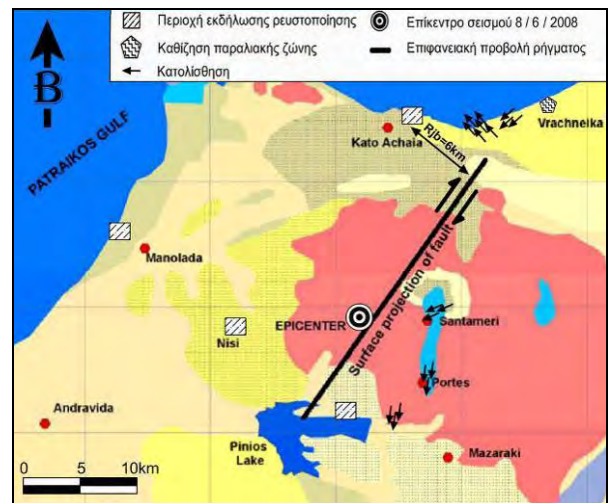 Περιοχή εκδήλωσης ρευστοποίησης
Επίκεντρο σεισμού 8 / 6 / 2008
Καθίζηση παραλιακής ζώνης
Επιφανειακή προβολή ρήγματος
Κατολίσθηση
Β
PATRAIKOS GULF
Kato Achaia
Rjb=6km
Vrachneika
Manolada
Surface projection of fault
EPICENTER
Nisi
Santameri
Portes
Andravida
Pinios
Lake
Mazaraki
0 5 10km